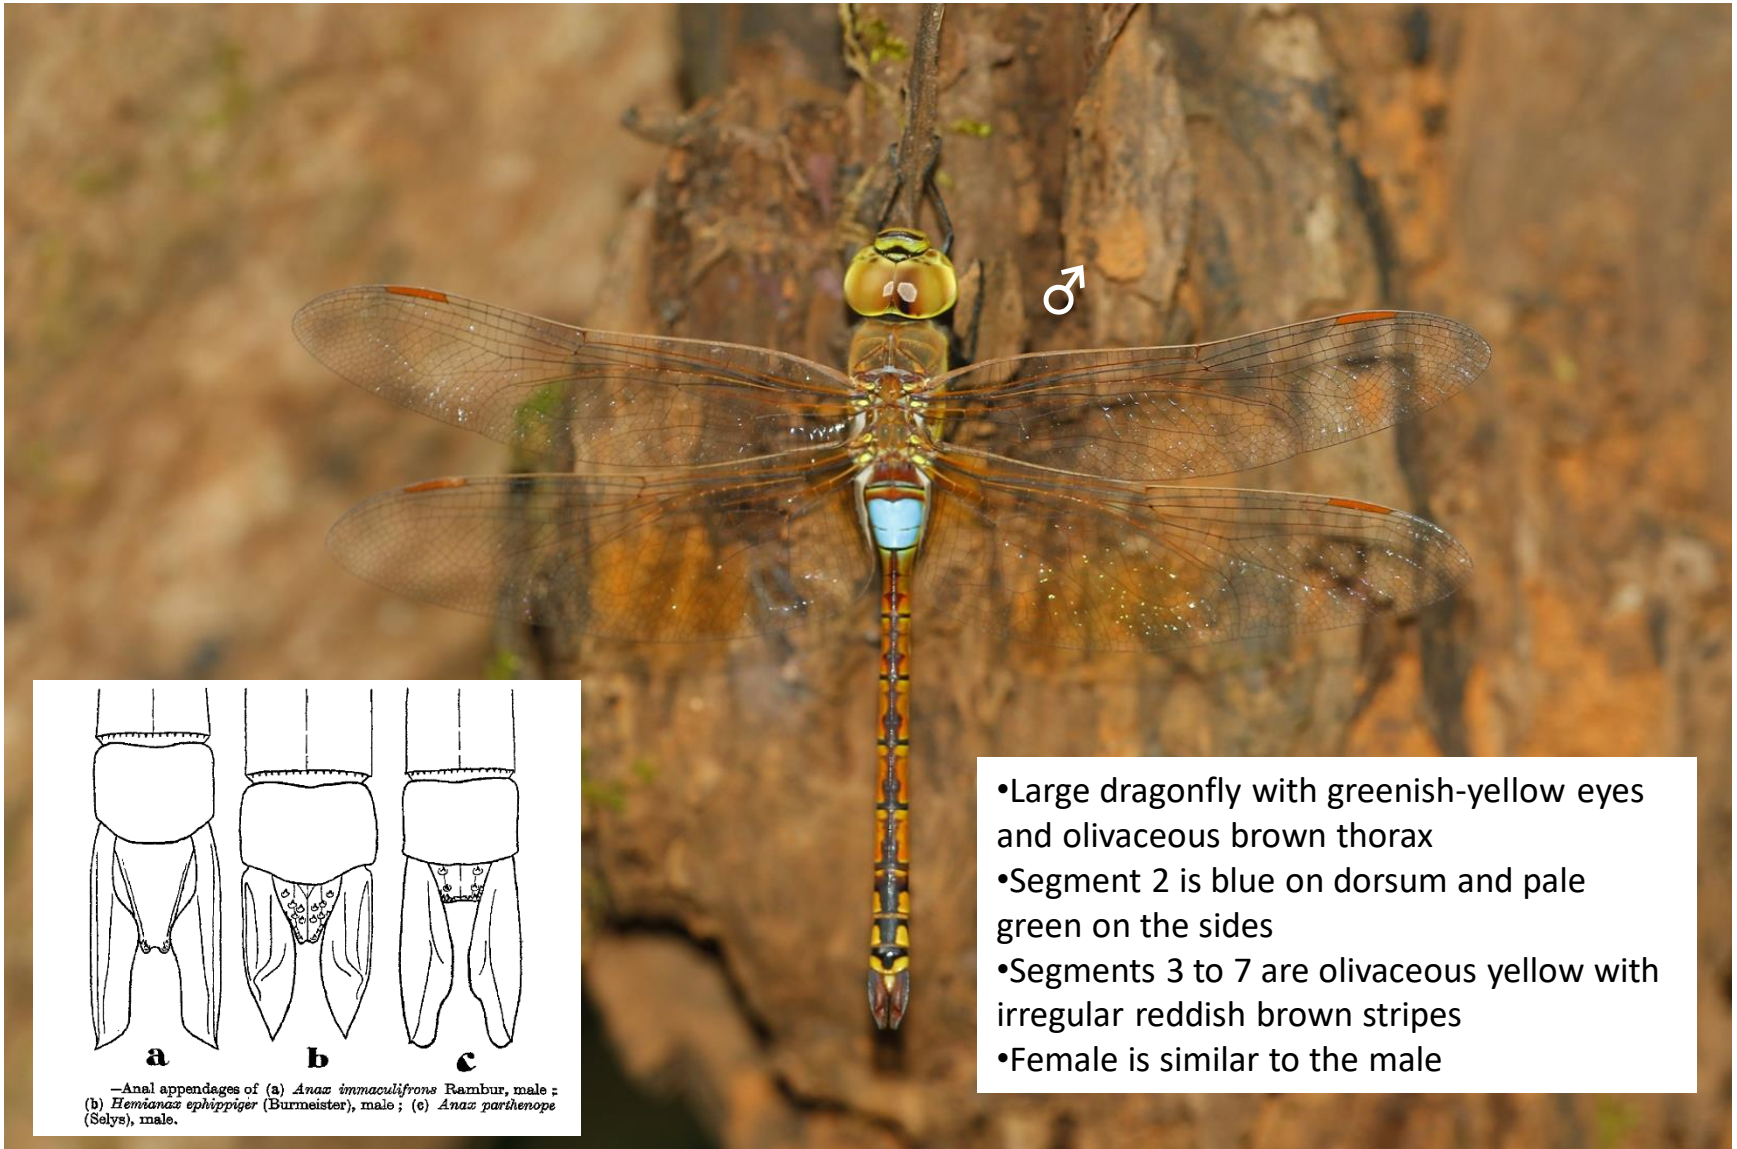 ♂
•Large dragonfly with greenish-yellow eyes
and olivaceous brown thorax
•Segment 2 is blue on dorsum and pale
green on the sides
•Segments 3 to 7 are olivaceous yellow with
irregular reddish brown stripes
•Female is similar to the male
a b c
—Anal appendages of (a) Anax immaculifrons Rambur, male ;
(b) Hemianax ephippiger (Burmeister), male ; (c) Anax parthenope
(Selys), male.